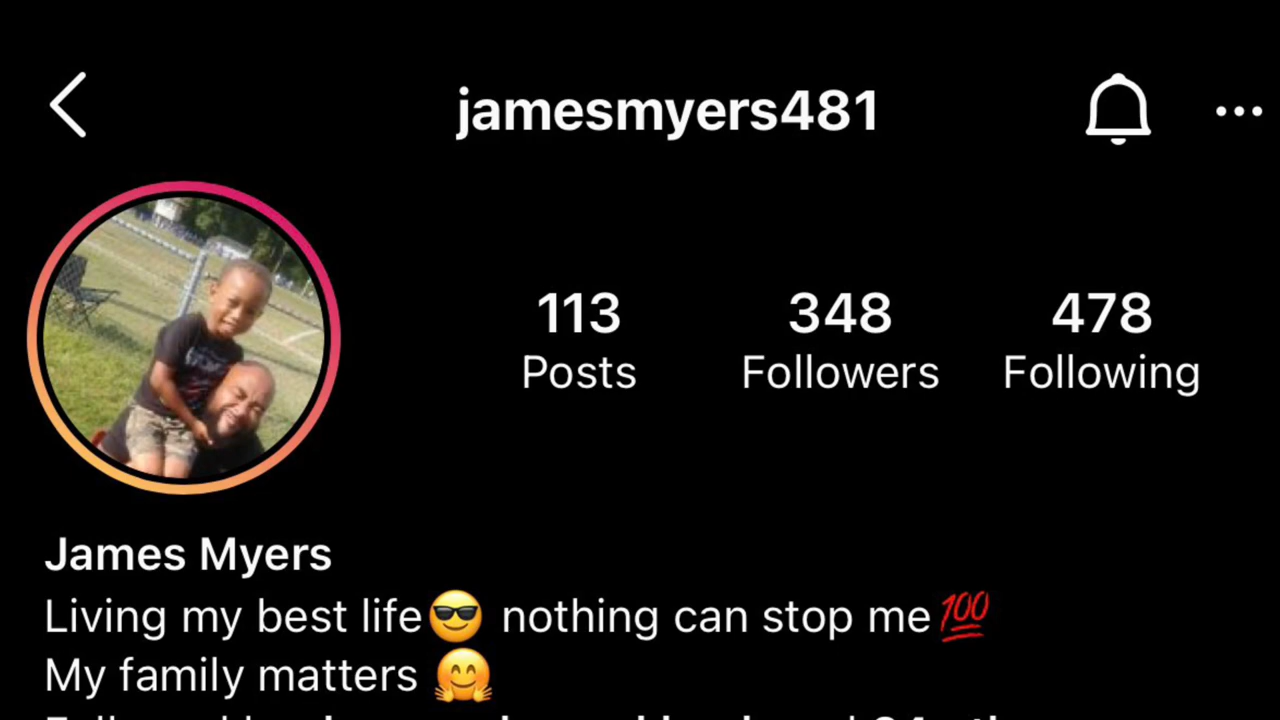 jamesmyers481
113 348 478
Posts Followers Following
James Myers
Living my best life😎 nothing can stop me💯
My family matters 🤗